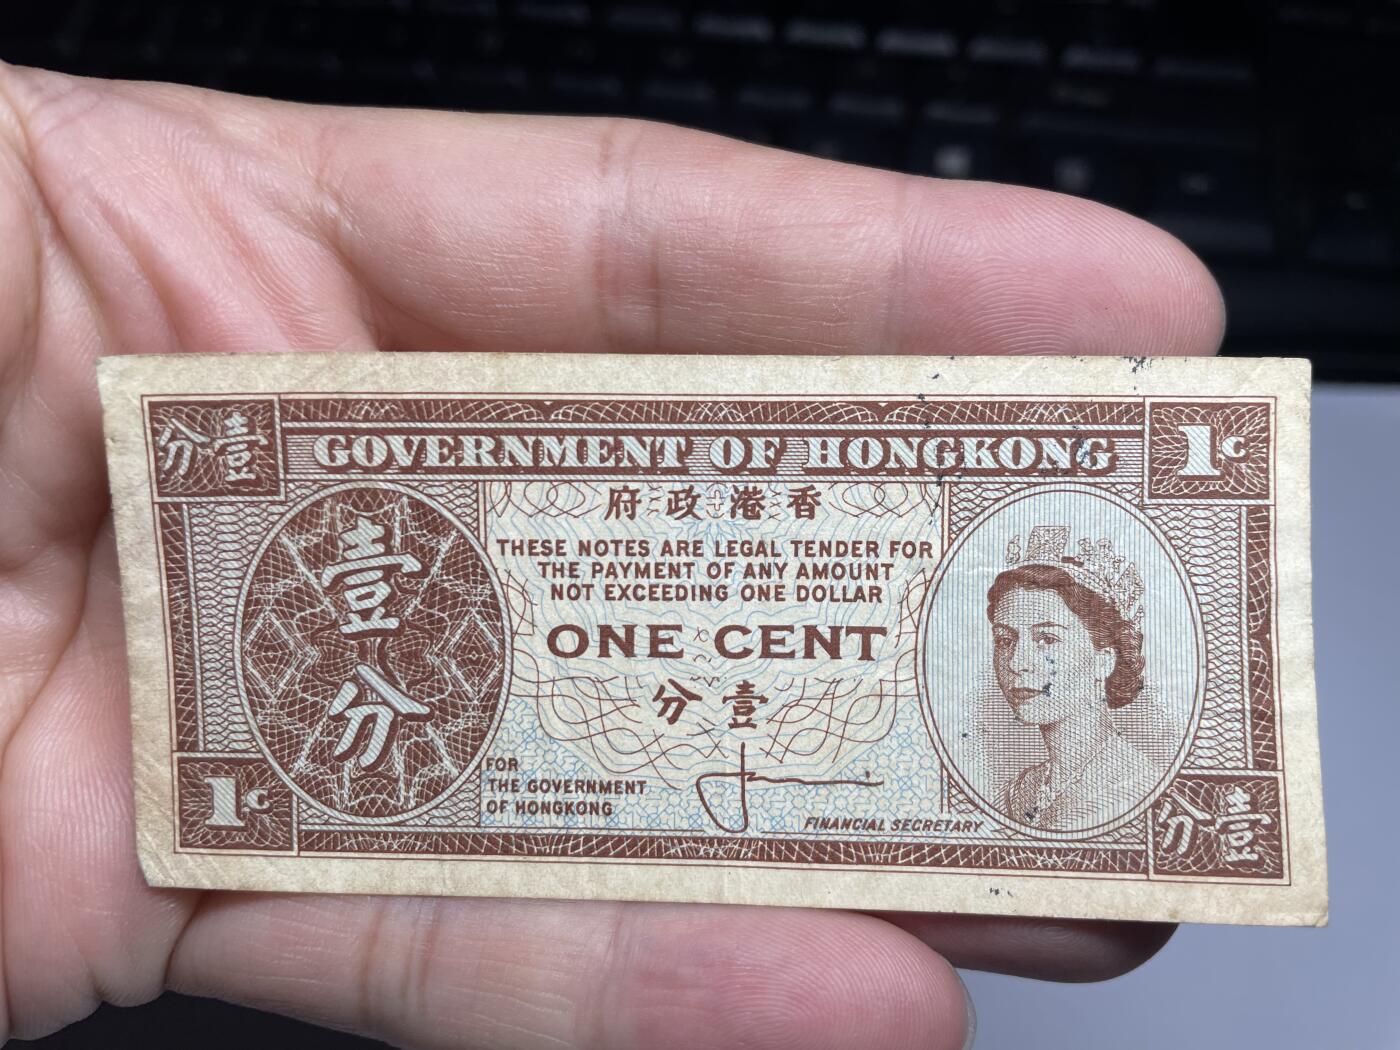 分壹
GOVERNMENT OF HONGKONG
1c
府政港香
THESE NOTES ARE LEGAL TENDER FOR
THE PAYMENT OF ANY AMOUNT
NOT EXCEEDING ONE DOLLAR
壹
分
ONE CENT
分壹
FOR
THE GOVERNMENT
OF HONGKONG
FINANCIAL SECRETARY
1c
分壹